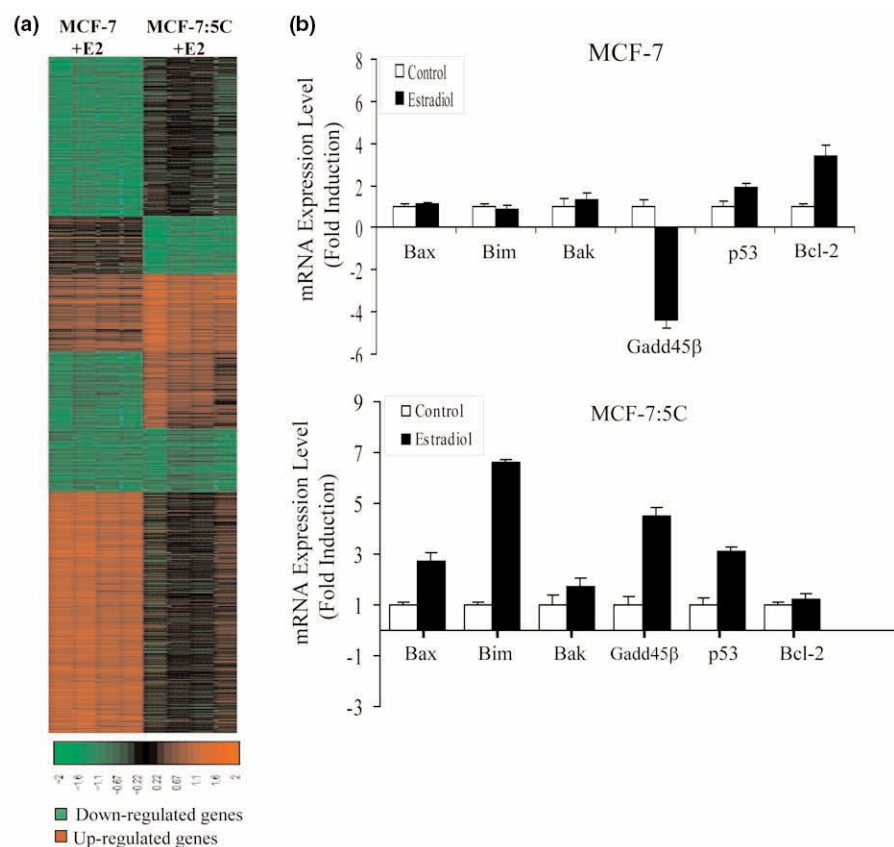 (a)
MCF-7
+E2
MCF-7:5C
+E2
-2
-1.6
-1.1
-0.67
-0.22
0.22
0.67
1.1
1.6
2
Down-regulated genes
Up-regulated genes
(b)
MCF-7
Control
Estradiol
mRNA Expression Level
(Fold Induction)
8
6
4
2
0
-2
-4
-6
Bax
Bim
Bak
Gadd45β
p53
Bcl-2
MCF-7:5C
Control
Estradiol
mRNA Expression Level
(Fold Induction)
9
7
5
3
1
-1
-3
Bax
Bim
Bak
Gadd45β
p53
Bcl-2